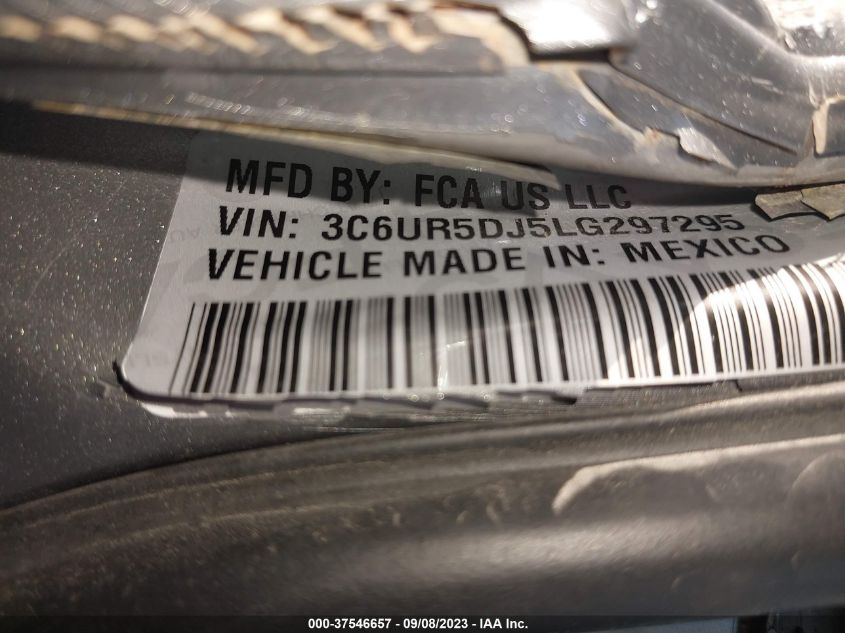 MFD BY: FCA US LLC
VIN: 3C6UR5DJ5LG297295
VEHICLE MADE IN: MEXICO
000-37546657 - 09/08/2023 - IAA Inc.